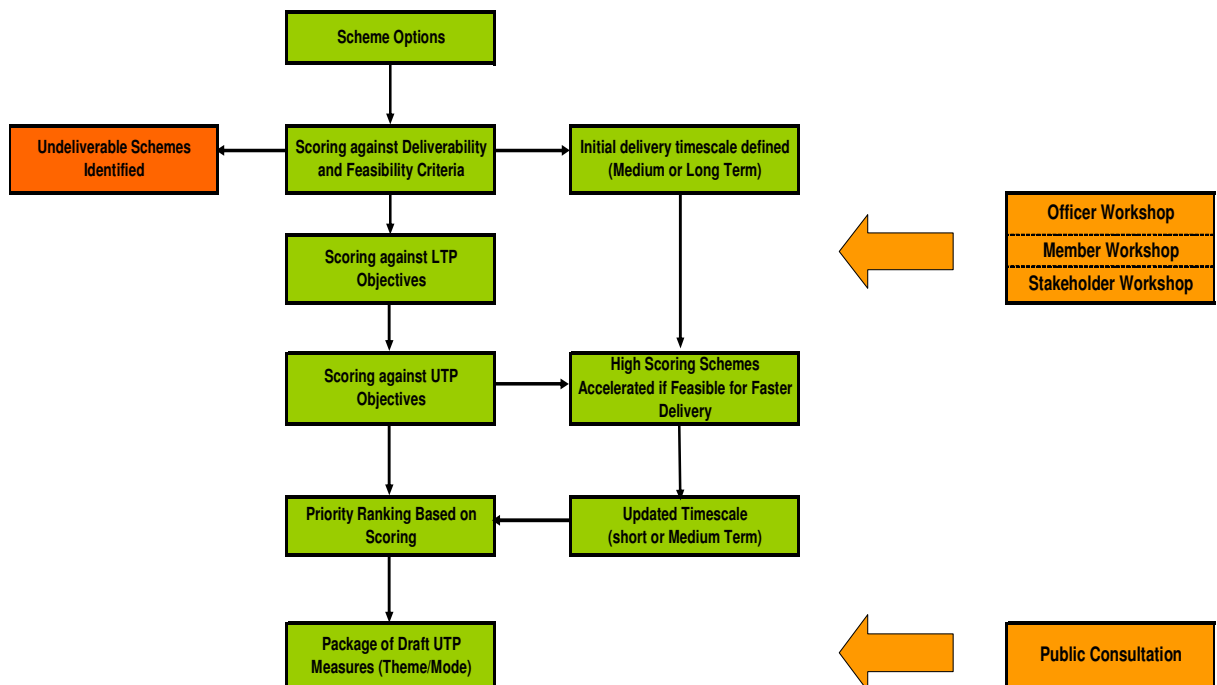 Scheme Options
Undeliverable Schemes
Identified
Scoring against Deliverability
and Feasibility Criteria
Initial delivery timescale defined
(Medium or Long Term)
Officer Workshop
Member Workshop
Stakeholder Workshop
Scoring against LTP
Objectives
Scoring against UTP
Objectives
High Scoring Schemes
Accelerated if Feasible for Faster
Delivery
Priority Ranking Based on
Scoring
Updated Timescale
(short or Medium Term)
Package of Draft UTP
Measures (Theme/Mode)
Public Consultation